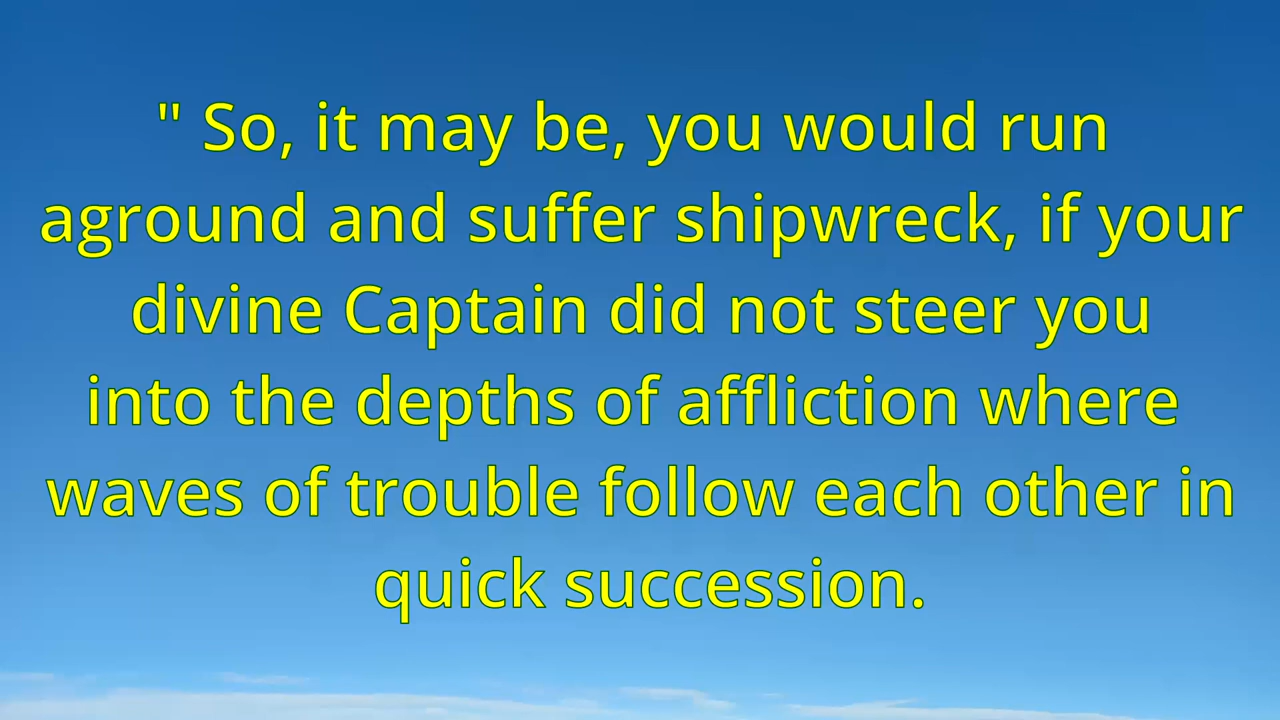 " So, it may be, you would run
aground and suffer shipwreck, if your
divine Captain did not steer you
into the depths of affliction where
waves of trouble follow each other in
quick succession.